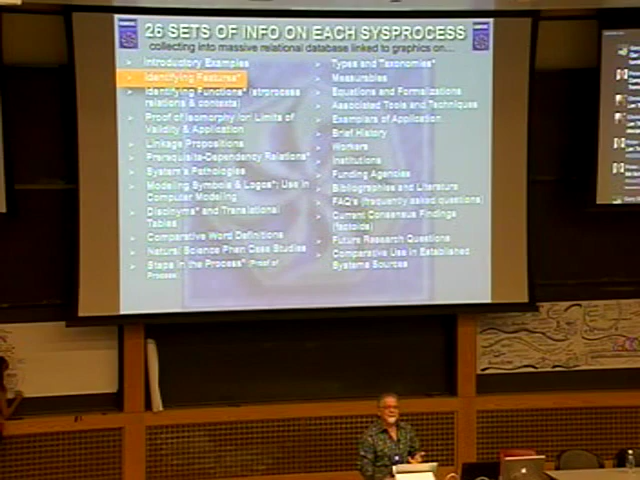 26 SETS OF INFO ON EACH SYSPROCESS
collecting into massive relational database linked to graphics on....
Introductory Examples
Identifying Features*
Identifying Functions* (strprocess
relations & contexts)
Proof of Isomorphy /or/ Limits of
Validity & Application
Linkage Propositions
Prerequisite-Dependency Relations*
System's Pathologies
Modeling Symbols & Logos*; Use in
Computer Modeling
Discinyms* and Translational
Tables
Comparative Word Definitions
Natural Science Phen Case Studies
Steps in the Process* (Proof of
Process)
Types and Taxonomies*
Measurables
Equations and Formalizations
Associated Tools and Techniques
Exemplars of Application
Brief History
Workers
Institutions
Funding Agencies
Bibliographies and Literature
FAQ's (frequently asked questions)
Current Consensus Findings
(factoids)
Future Research Questions
Comparative Use in Established
Systems Sources